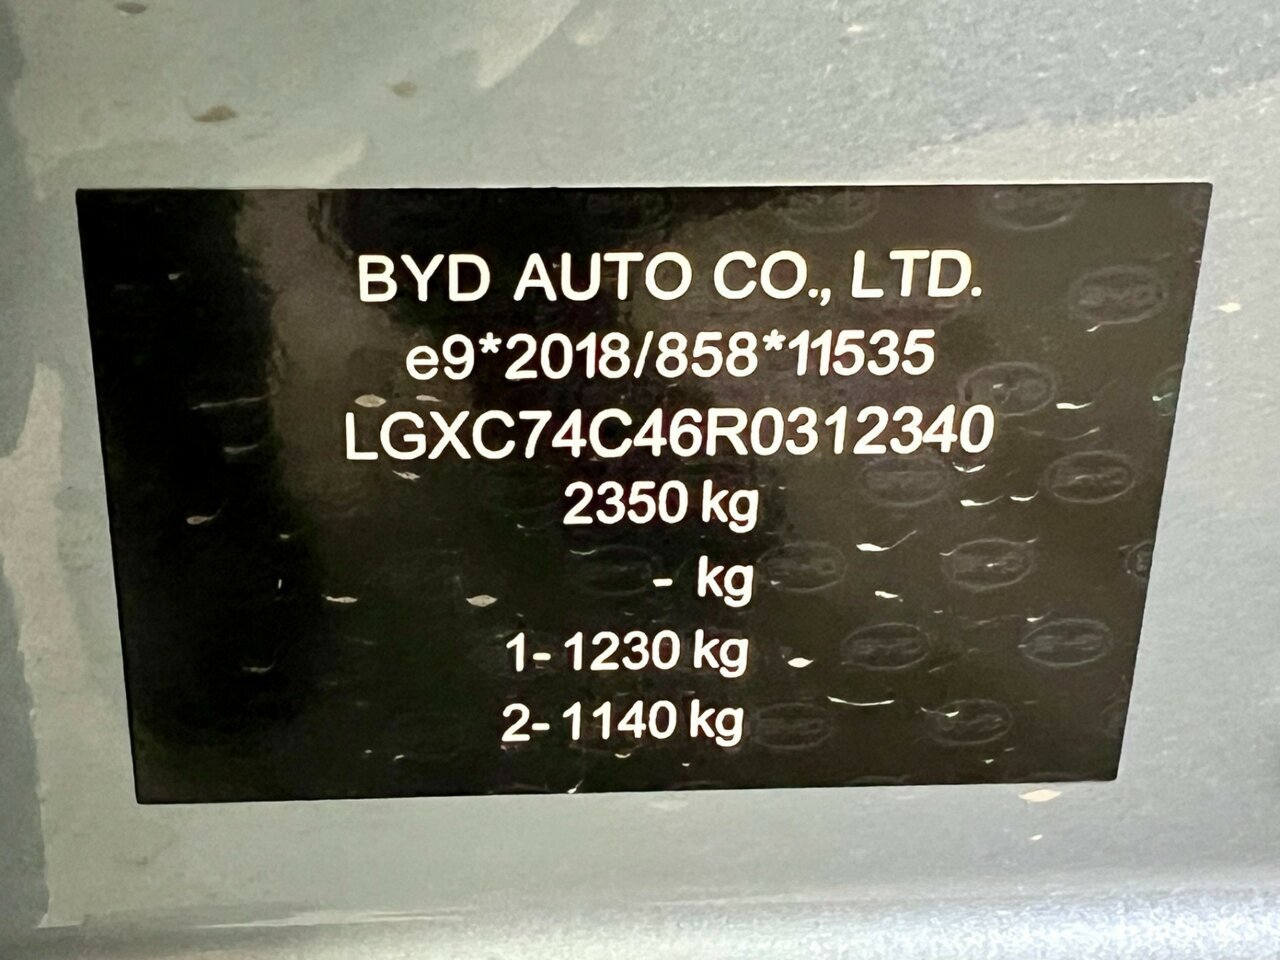 BYD AUTO CO., LTD.
e9*2018/858*11535
LGXC74C46R0312340
2350 kg
- kg
1- 1230 kg
2- 1140 kg